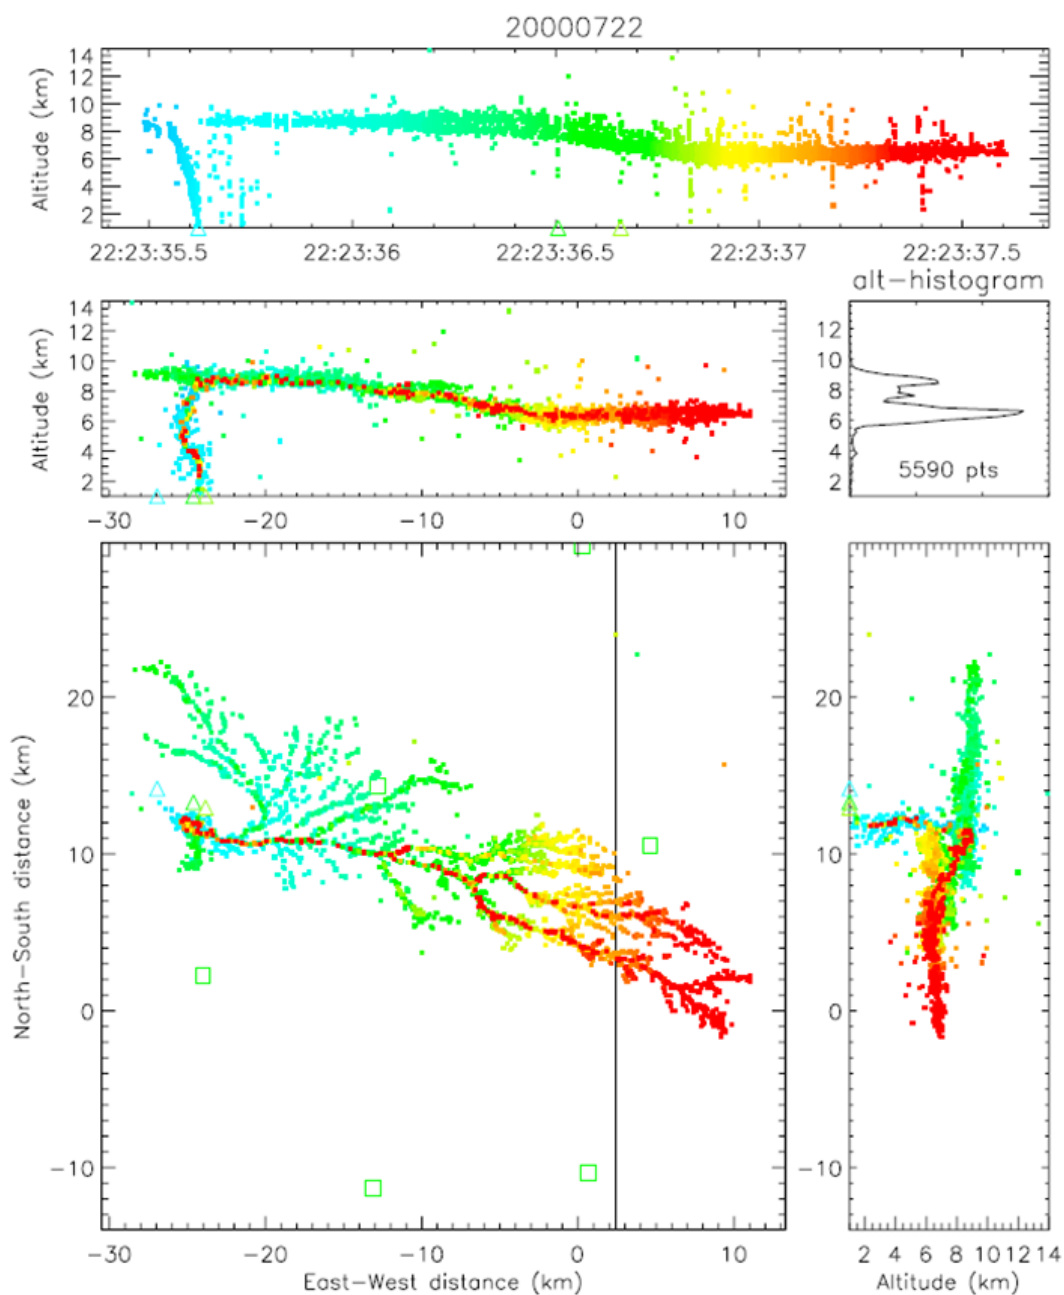 20000722
Altitude (km)
14
12
10
8
6
4
2
22:23:35.5 22:23:36 22:23:36.5 22:23:37 22:23:37.5
alt-histogram
Altitude (km)
14
12
10
8
6
4
2
-30 -20 -10 0 10
12
10
8
6
4
2
5590 pts
North-South distance (km)
20
10
0
-10
-30 -20 -10 0 10
East-West distance (km)
20
10
0
-10
2 4 6 8 10 12 14
Altitude (km)